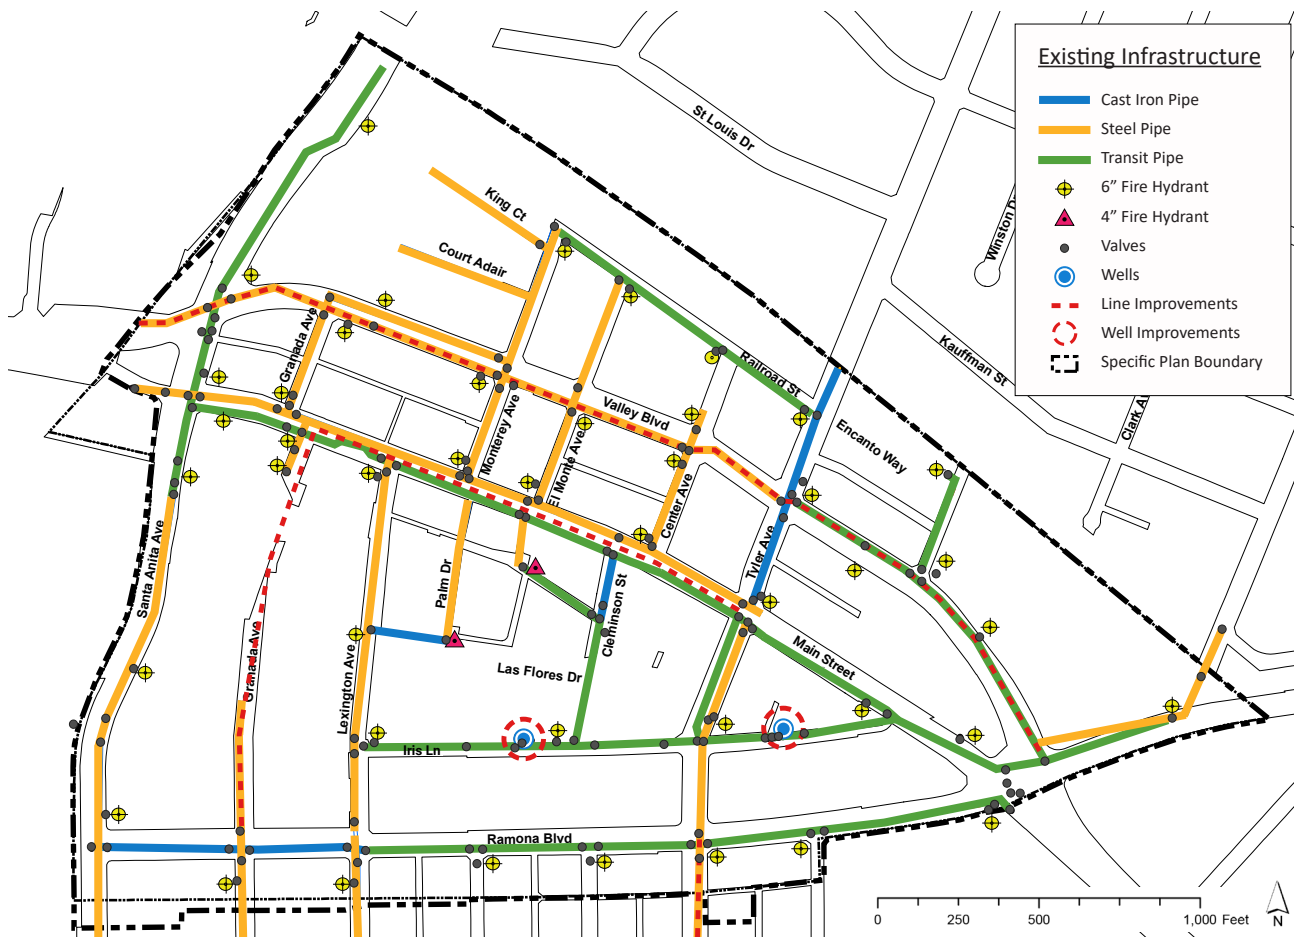 Existing Infrastructure
Cast Iron Pipe
Steel Pipe
Transit Pipe
6” Fire Hydrant
4” Fire Hydrant
Valves
Wells
Line Improvements
Well Improvements
Specific Plan Boundary
St Louis Dr
Winston Dr
King Ct
Court Adair
Kauffman St
Granada Ave
Railroad St
Clark Av
Valley Blvd
Monterey Ave
Encanto Way
El Monte Ave
Center Ave
Tyler Ave
Santa Anita Ave
Palm Dr
Cleminson St
Granada Ave
Main Street
Las Flores Dr
Lexington Ave
Iris Ln
Ramona Blvd
0 250 500 1,000 Feet
N